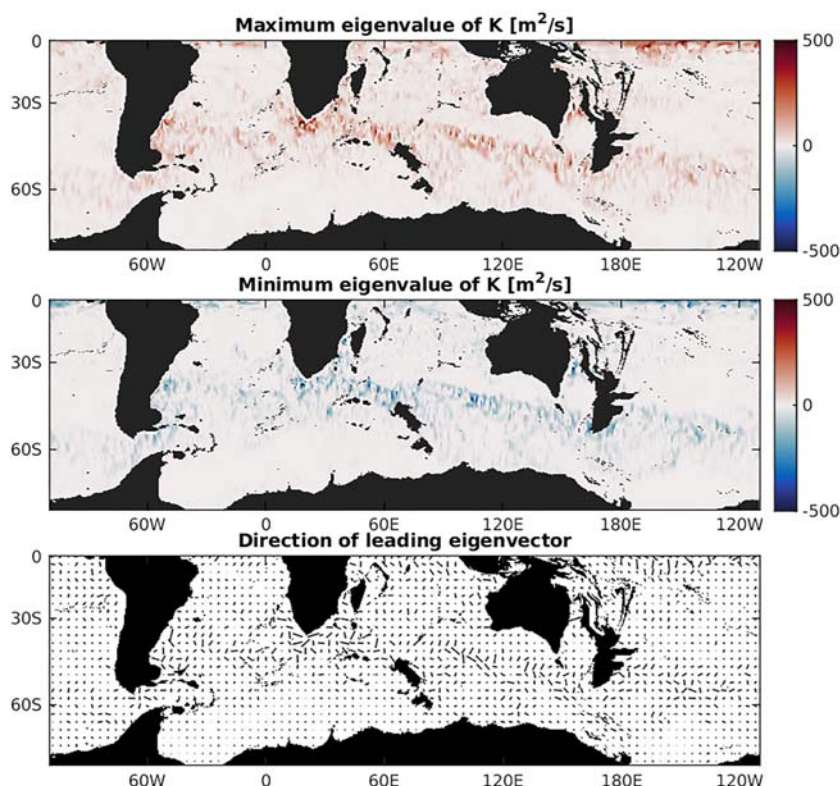 Maximum eigenvalue of K [m²/s]
0
30S
60S
60W
0
60E
120E
180E
120W
500
0
-500
Minimum eigenvalue of K [m²/s]
0
30S
60S
60W
0
60E
120E
180E
120W
500
0
-500
Direction of leading eigenvector
0
30S
60S
60W
0
60E
120E
180E
120W